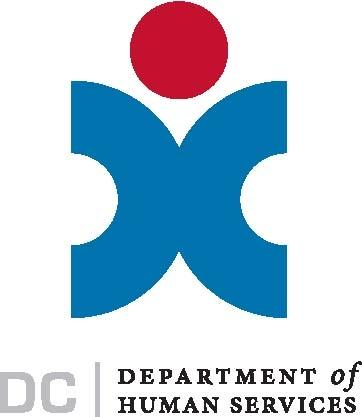 DC
DEPARTMENT of
HUMAN SERVICES